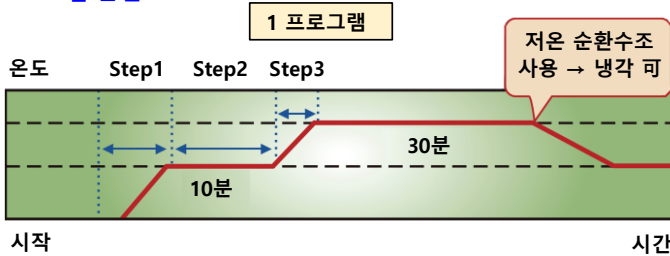 1 프로그램
저온 순환수조
사용 → 냉각 可
온도
Step1
Step2
Step3
30분
10분
시작
시간